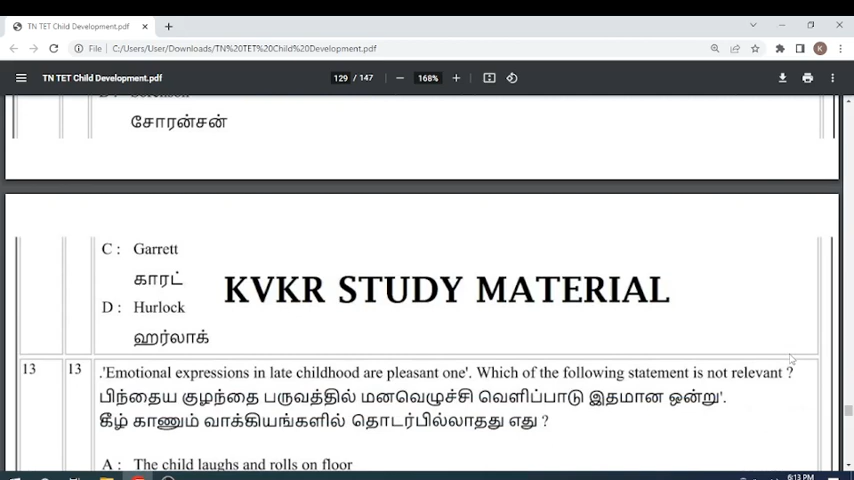 TN TET Child Development.pdf
File C:/Users/User/Downloads/TN%20TET%20Child%20Development.pdf
K
TN TET Child Development.pdf 129 / 147 168%
சோரன்சன்
C : Garrett
காரட்
KVKR STUDY MATERIAL
D : Hurlock
ஹர்லாக்
13 13 .'Emotional expressions in late childhood are pleasant one'. Which of the following statement is not relevant ?
பிந்தைய குழந்தை பருவத்தில் மனவெழுச்சி வெளிப்பாடு இதமான ஒன்று'.
கீழ் காணும் வாக்கியங்களில் தொடர்பில்லாதது எது ?
A : The child laughs and rolls on floor
6:13 PM